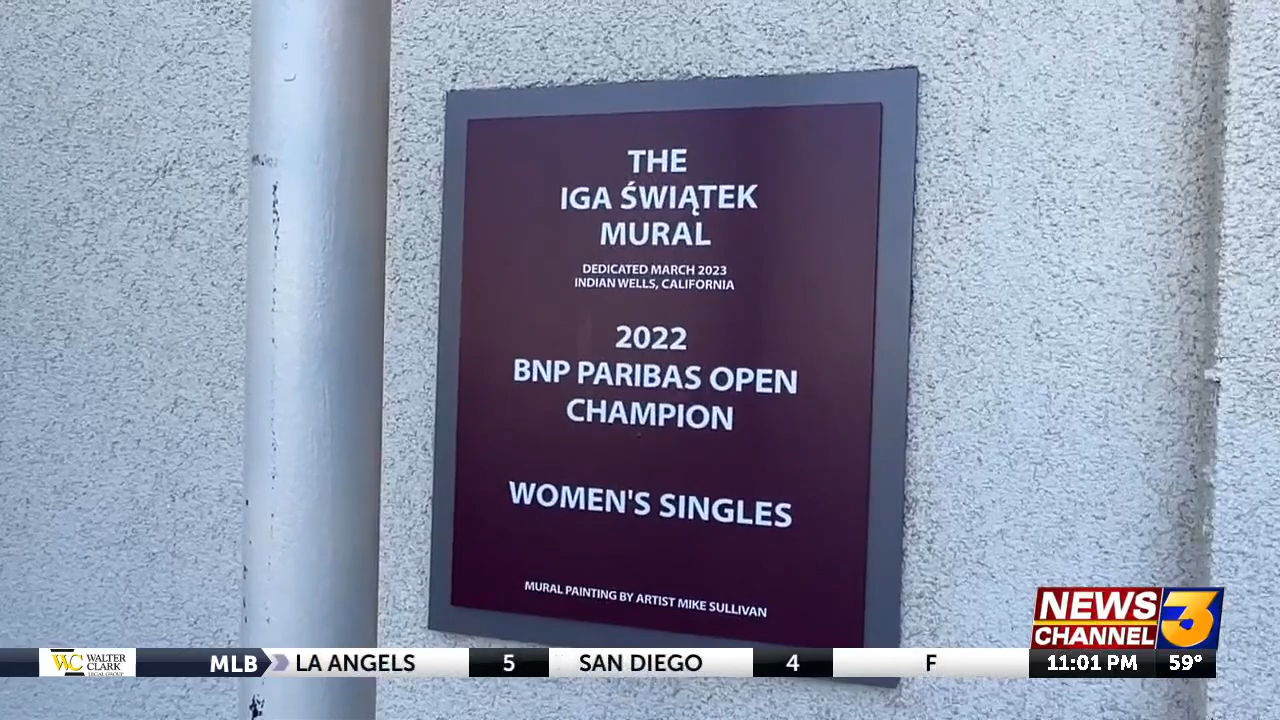 THE
IGA ŚWIĄTEK
MURAL
DEDICATED MARCH 2023
INDIAN WELLS, CALIFORNIA
2022
BNP PARIBAS OPEN
CHAMPION
WOMEN'S SINGLES
MURAL PAINTING BY ARTIST MIKE SULLIVAN
NEWS
CHANNEL 3
WC WALTER
CLARK
LEGAL GROUP
MLB LA ANGELS 5 SAN DIEGO 4 F
11:01 PM 59°